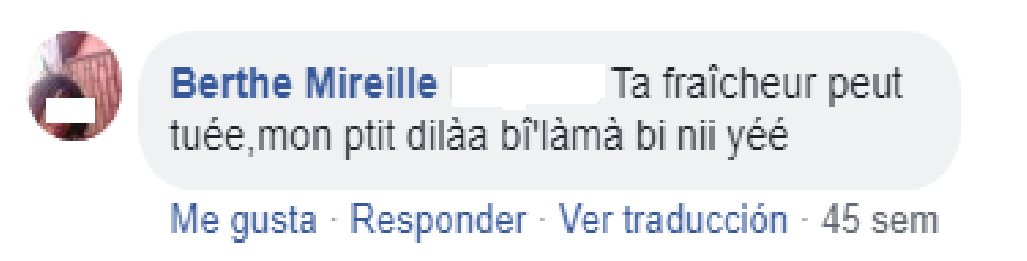 Berthe Mireille Ta fraîcheur peut
tuée,mon ptit dilàa bî'làmà bi nii yéé
Me gusta · Responder · Ver traducción · 45 sem